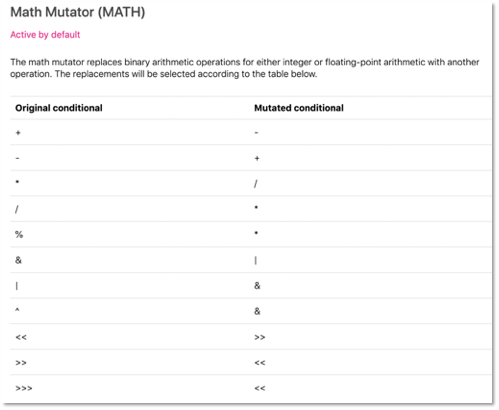 Math Mutator (MATH)
Active by default
The math mutator replaces binary arithmetic operations for either integer or floating-point arithmetic with another
operation. The replacements will be selected according to the table below.
Original conditional Mutated conditional
+ -
- +
* /
/ *
% *
& |
| &
^ &
<< >>
>> <<
>>> <<